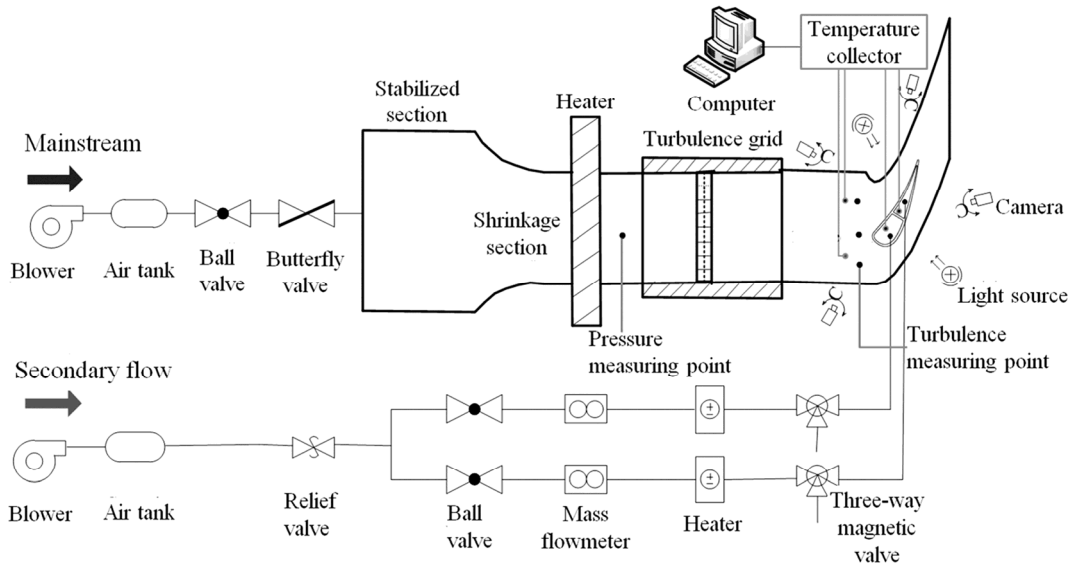 Temperature
collector
Computer
Stabilized
section
Heater
Turbulence grid
Mainstream
Shrinkage
section
Camera
Blower
Air tank
Ball
valve
Butterfly
valve
Light source
Pressure
measuring point
Turbulence
measuring point
Secondary flow
Blower
Air tank
Relief
valve
Ball
valve
Mass
flowmeter
Heater
Three-way
magnetic
valve